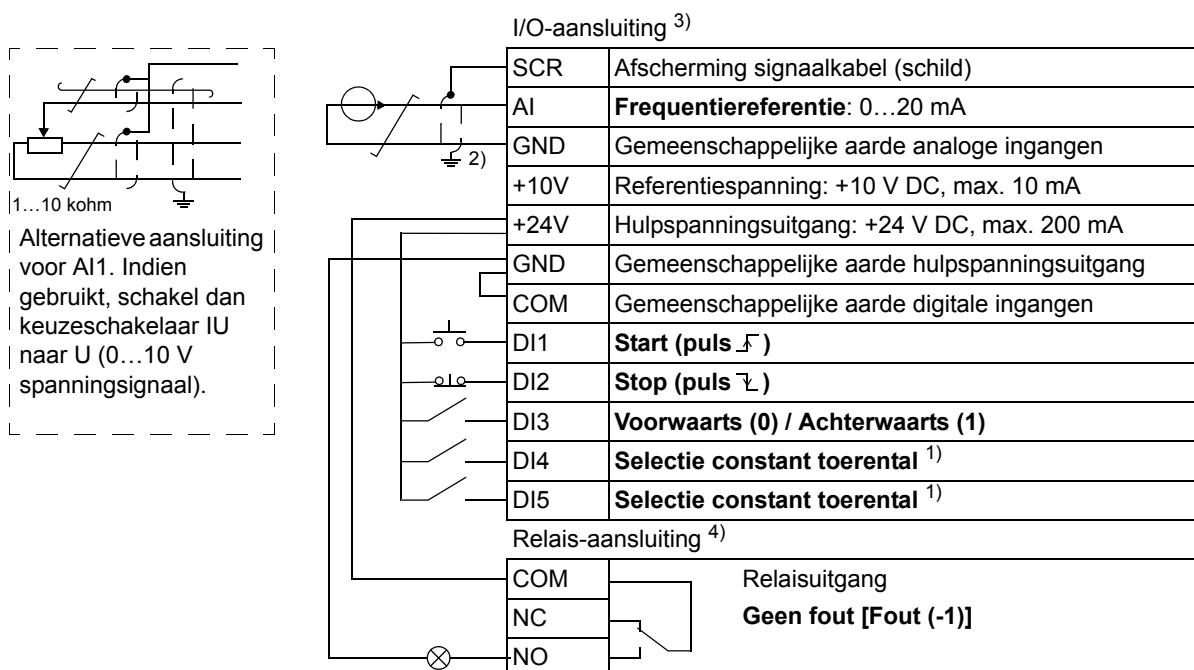 I/O-aansluiting 3)
SCR Afscherming signaalkabel (schild)
AI Frequentiereferentie: 0…20 mA
GND Gemeenschappelijke aarde analoge ingangen
2)
+10V Referentiespanning: +10 V DC, max. 10 mA
+24V Hulpspanningsuitgang: +24 V DC, max. 200 mA
GND Gemeenschappelijke aarde hulpspanningsuitgang
COM Gemeenschappelijke aarde digitale ingangen
DI1 Start (puls )
DI2 Stop (puls )
DI3 Voorwaarts (0) / Achterwaarts (1)
DI4 Selectie constant toerental 1)
DI5 Selectie constant toerental 1)
1…10 kohm
Alternatieve aansluiting
voor AI1. Indien
gebruikt, schakel dan
keuzeschakelaar IU
naar U (0…10 V
spanningsignaal).
Relais-aansluiting 4)
COM Relaisuitgang
NC Geen fout [Fout (-1)]
NO